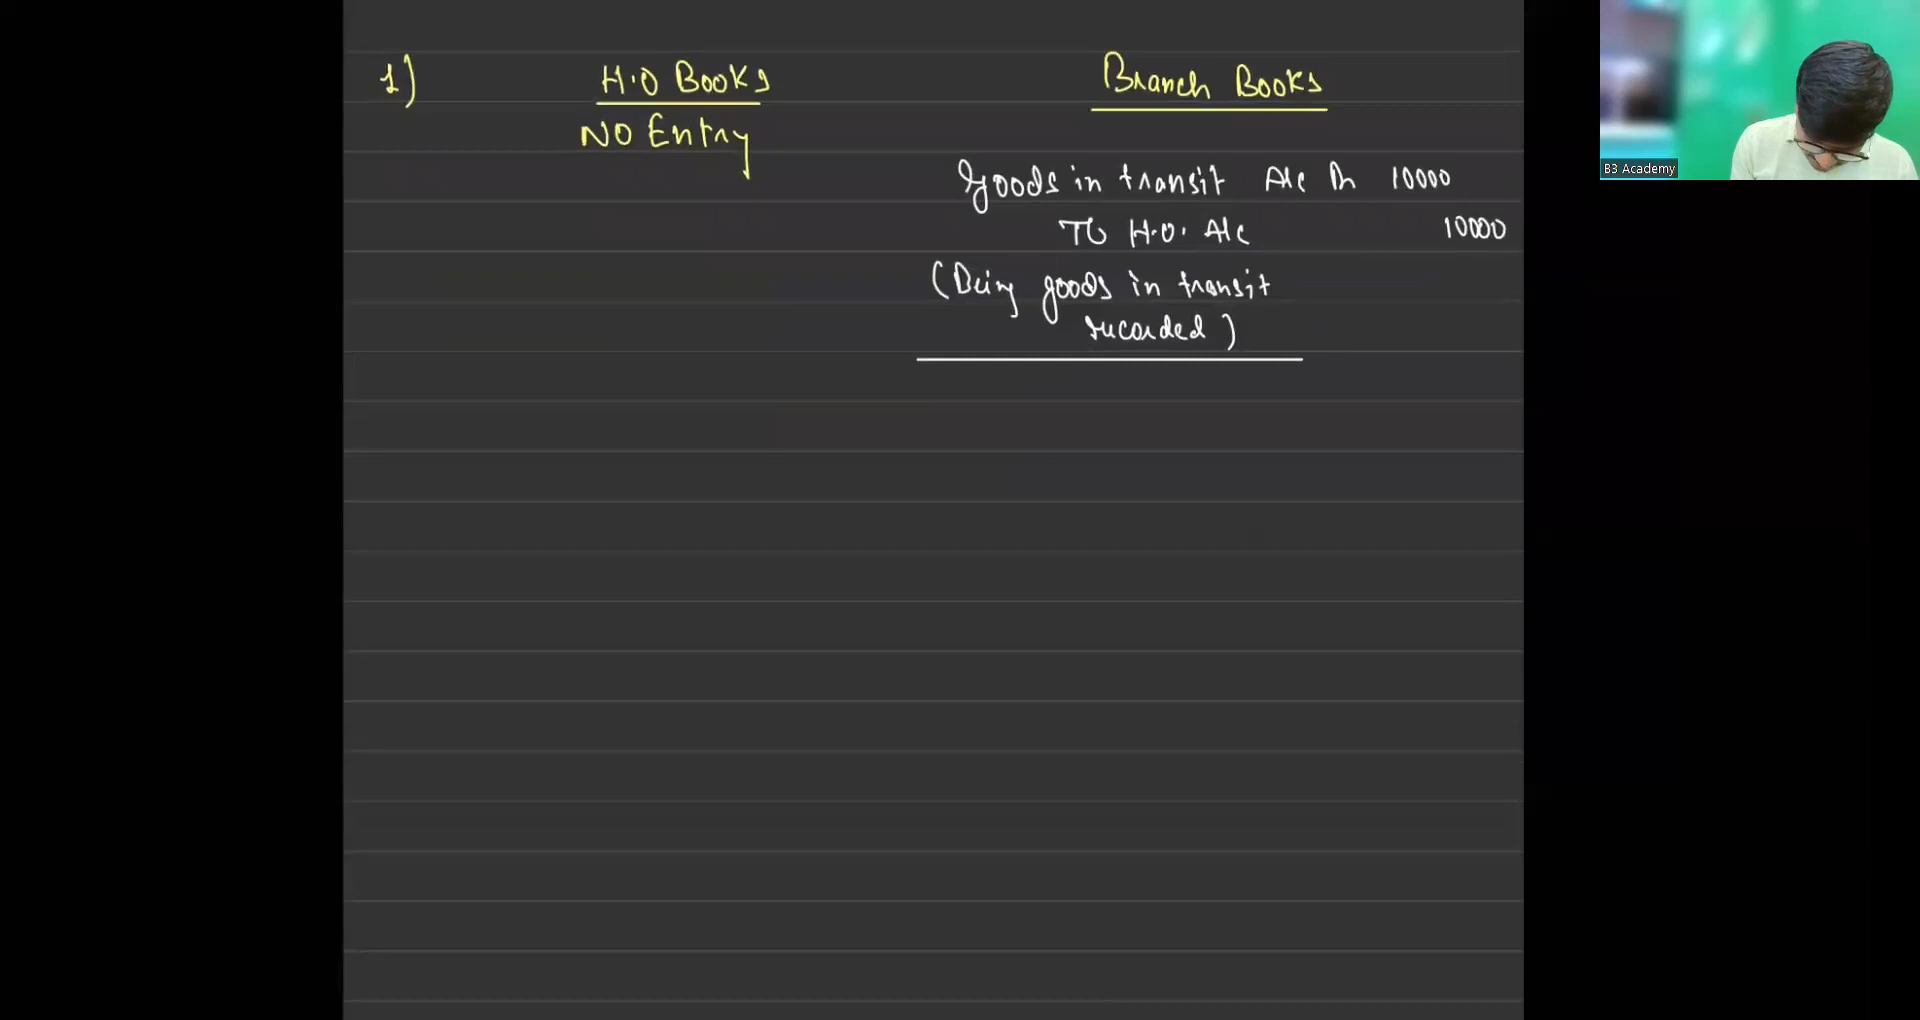 1) H.O Books Branch Books
NO Entry
Goods in transit A/c Dr 10000
To H.O. A/c 10000
(Being goods in transit
recorded)
B3 Academy